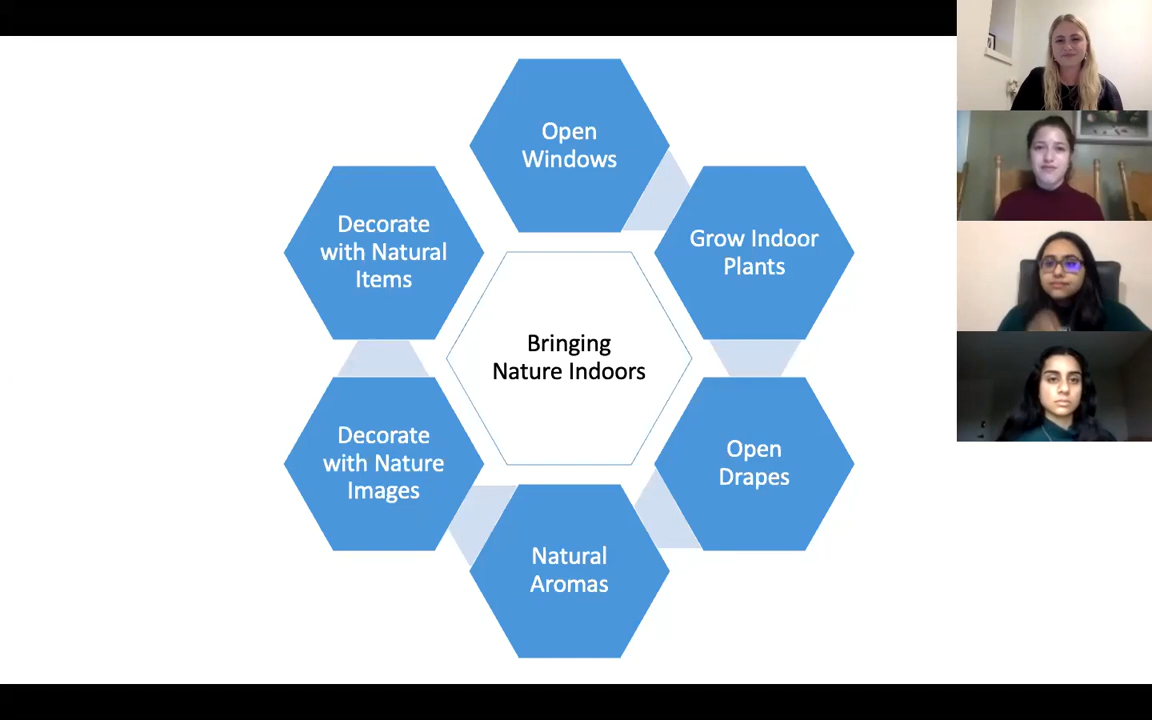 Open
Windows
Grow Indoor
Plants
Open
Drapes
Natural
Aromas
Decorate
with Nature
Images
Decorate
with Natural
Items
Bringing
Nature Indoors